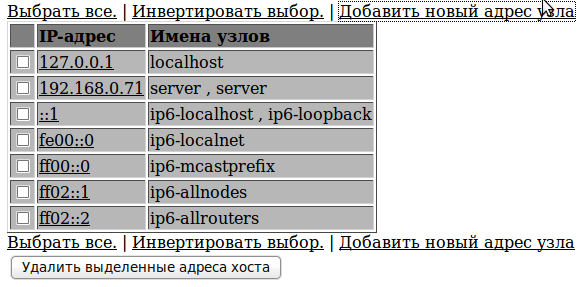 Выбрать все. | Инвертировать выбор. | Добавить новый адрес узла
IP-адрес Имена узлов
127.0.0.1 localhost
192.168.0.71 server , server
::1 ip6-localhost , ip6-loopback
fe00::0 ip6-localnet
ff00::0 ip6-mcastprefix
ff02::1 ip6-allnodes
ff02::2 ip6-allrouters
Выбрать все. | Инвертировать выбор. | Добавить новый адрес узла
Удалить выделенные адреса хоста